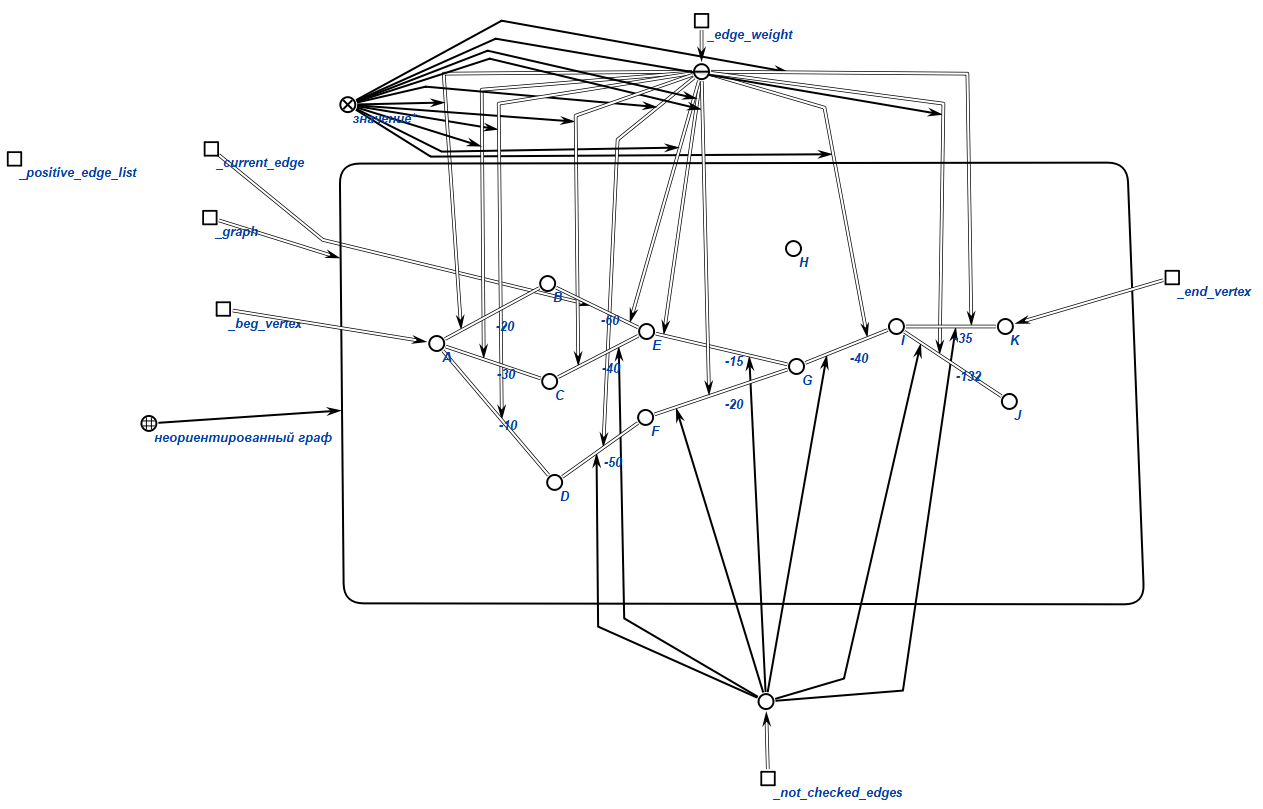 _edge_weight
значение*
_current_edge
_positive_edge_list
_graph
H
_end_vertex
B
_beg_vertex
-20
-60
E
I
35
K
A
-30
-40
-15
-40
G
-132
C
-20
J
-10
F
неориентированный граф
-50
D
_not_checked_edges